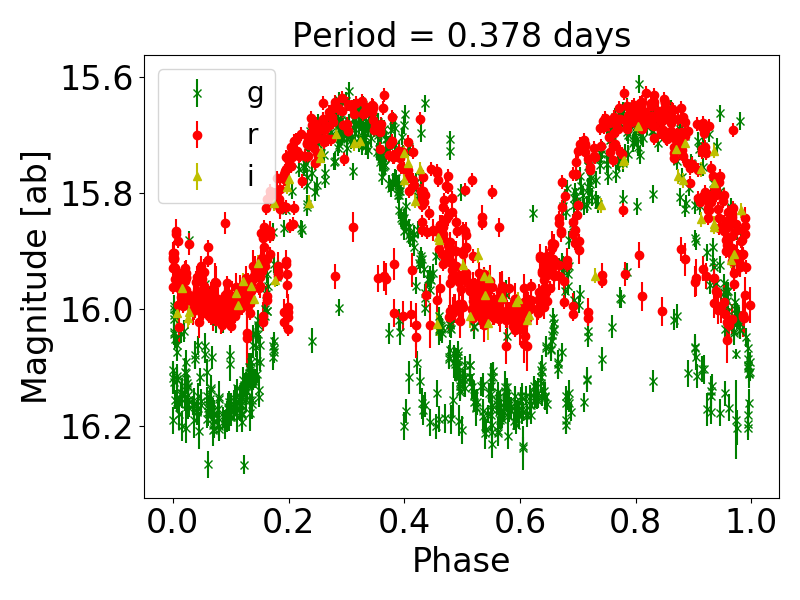 Period = 0.378 days
Magnitude [ab]
15.6
15.8
16.0
16.2
g
r
i
0.0 0.2 0.4 0.6 0.8 1.0
Phase